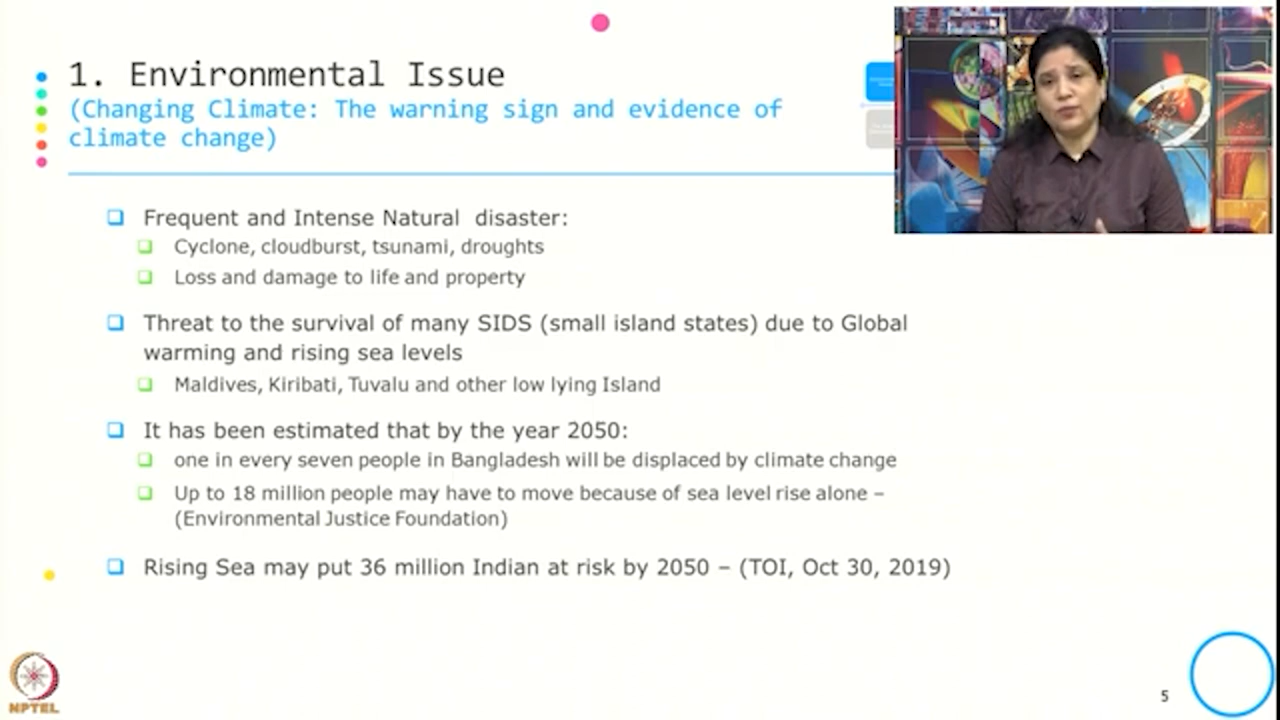 1. Environmental Issue
(Changing Climate: The warning sign and evidence of
climate change)
Frequent and Intense Natural disaster:
Cyclone, cloudburst, tsunami, droughts
Loss and damage to life and property
Threat to the survival of many SIDS (small island states) due to Global
warming and rising sea levels
Maldives, Kiribati, Tuvalu and other low lying Island
It has been estimated that by the year 2050:
one in every seven people in Bangladesh will be displaced by climate change
Up to 18 million people may have to move because of sea level rise alone –
(Environmental Justice Foundation)
Rising Sea may put 36 million Indian at risk by 2050 – (TOI, Oct 30, 2019)
NPTEL
5